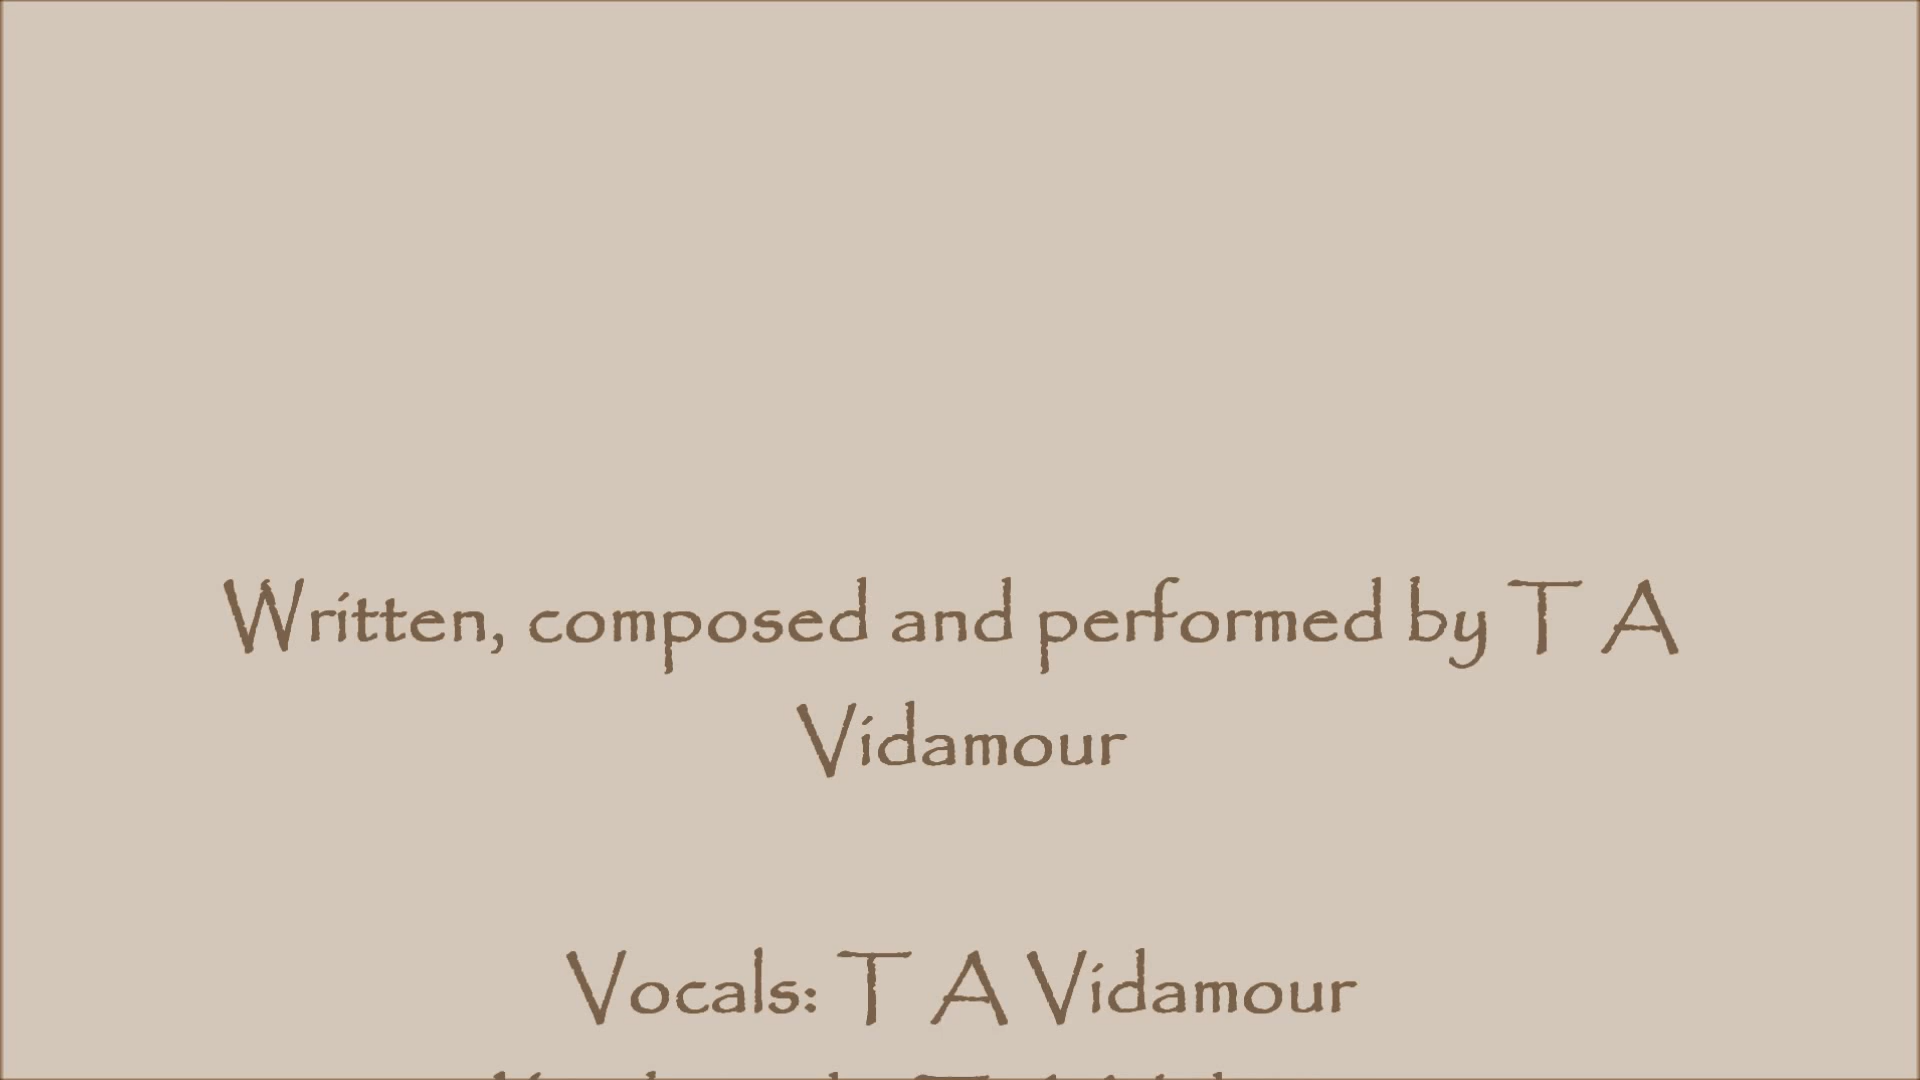 Written, composed and performed by T A
Vidamour
Vocals: T A Vidamour